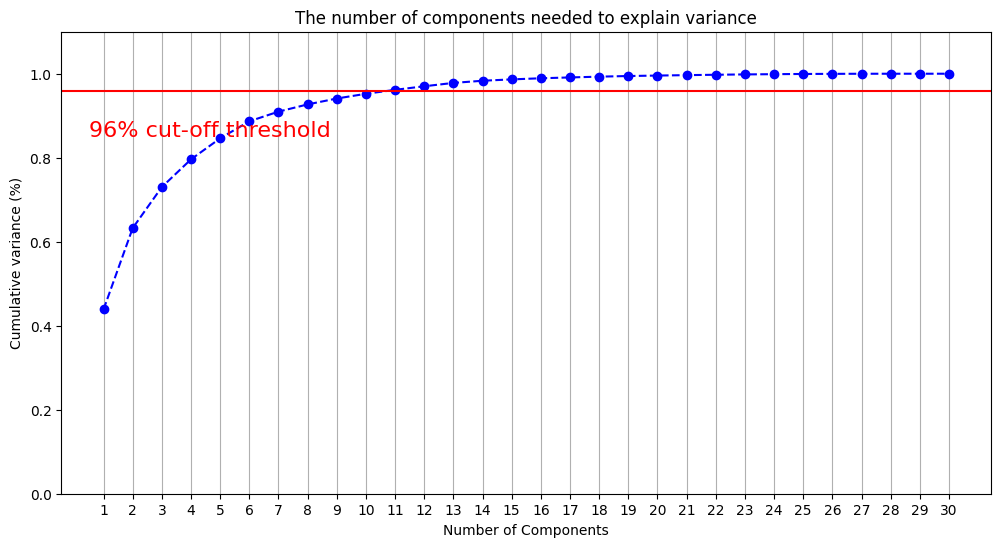 The number of components needed to explain variance
1.0
96% cut-off threshold
0.8
0.6
0.4
0.2
0.0
Cumulative variance (%)
1 2 3 4 5 6 7 8 9 10 11 12 13 14 15 16 17 18 19 20 21 22 23 24 25 26 27 28 29 30
Number of Components